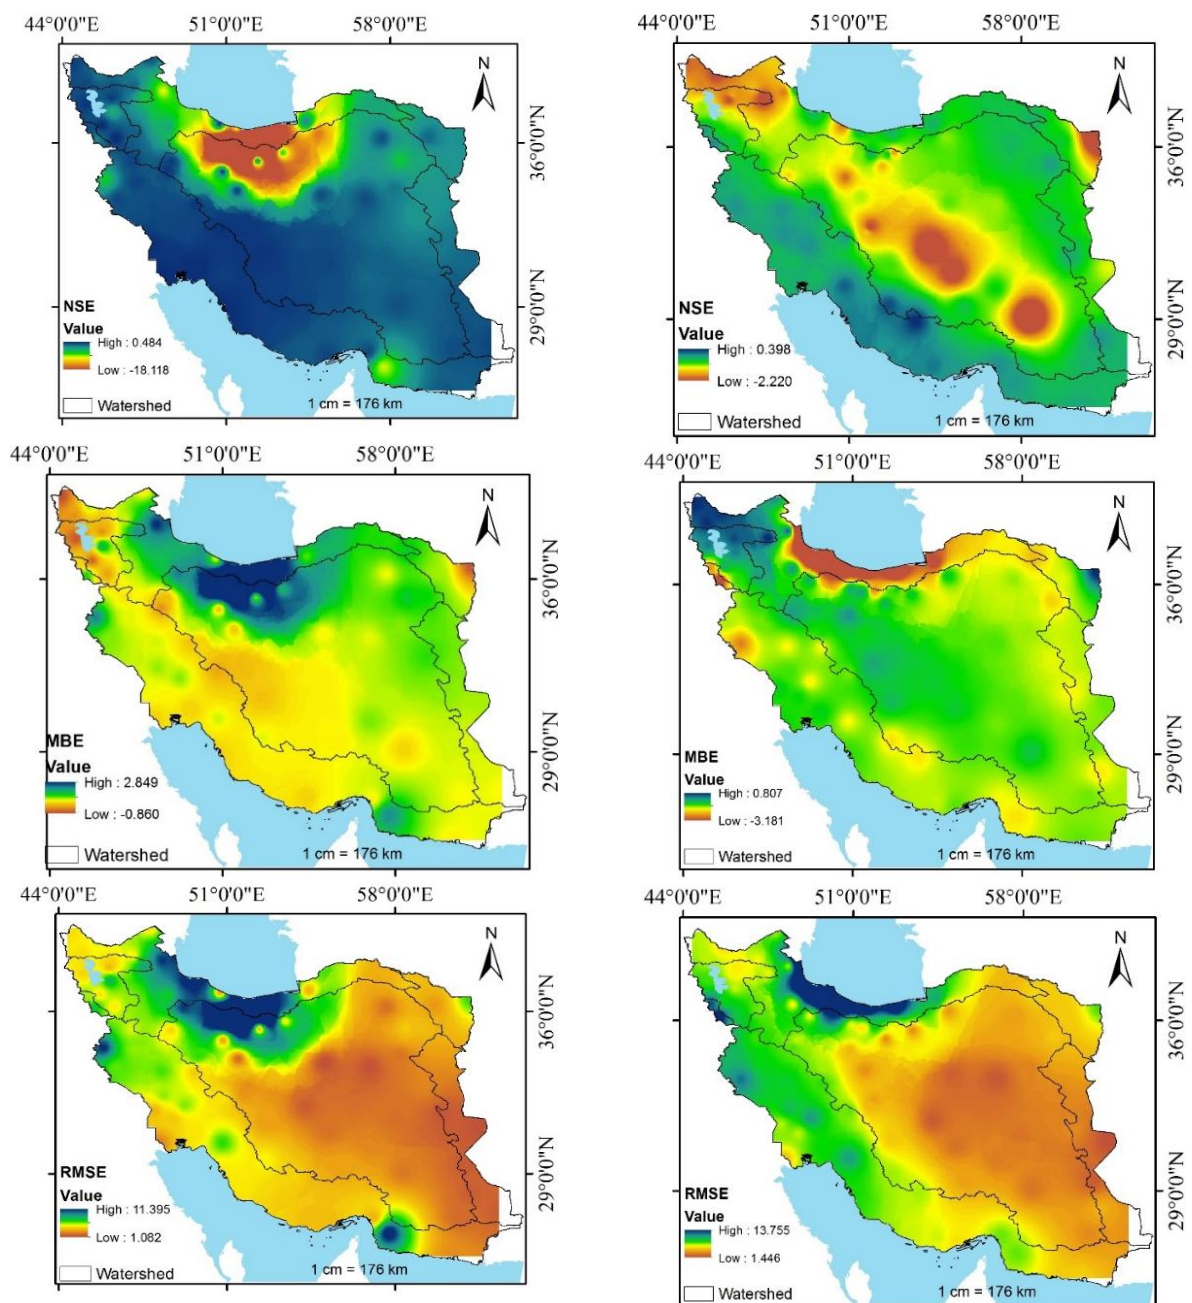 44°0'0"E 51°0'0"E 58°0'0"E
N
36°0'0"N
29°0'0"N
NSE
Value
High : 0.484
Low : -18.118
Watershed
1 cm = 176 km
44°0'0"E 51°0'0"E 58°0'0"E
N
36°0'0"N
29°0'0"N
NSE
Value
High : 0.398
Low : -2.220
Watershed
1 cm = 176 km
44°0'0"E 51°0'0"E 58°0'0"E
N
36°0'0"N
29°0'0"N
MBE
Value
High : 2.849
Low : -0.860
Watershed
1 cm = 176 km
44°0'0"E 51°0'0"E 58°0'0"E
N
36°0'0"N
29°0'0"N
MBE
Value
High : 0.807
Low : -3.181
Watershed
1 cm = 176 km
44°0'0"E 51°0'0"E 58°0'0"E
N
36°0'0"N
29°0'0"N
RMSE
Value
High : 11.395
Low : 1.082
Watershed
1 cm = 176 km
44°0'0"E 51°0'0"E 58°0'0"E
N
36°0'0"N
29°0'0"N
RMSE
Value
High : 13.755
Low : 1.446
Watershed
1 cm = 176 km